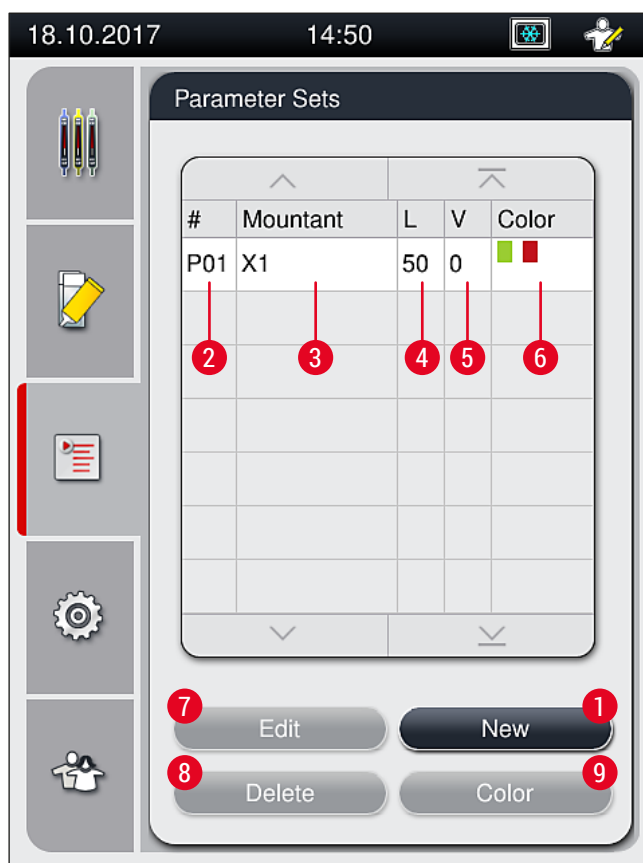 18.10.2017 14:50
Parameter Sets
# Mountant L V Color
P01 X1 50 0
2 3 4 5 6
7 1
Edit New
8 9
Delete Color